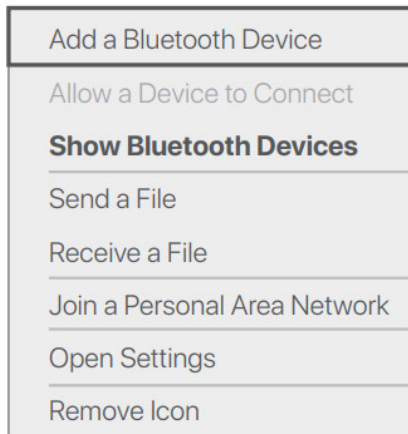 Add a Bluetooth Device
Allow a Device to Connect
Show Bluetooth Devices
Send a File
Receive a File
Join a Personal Area Network
Open Settings
Remove Icon